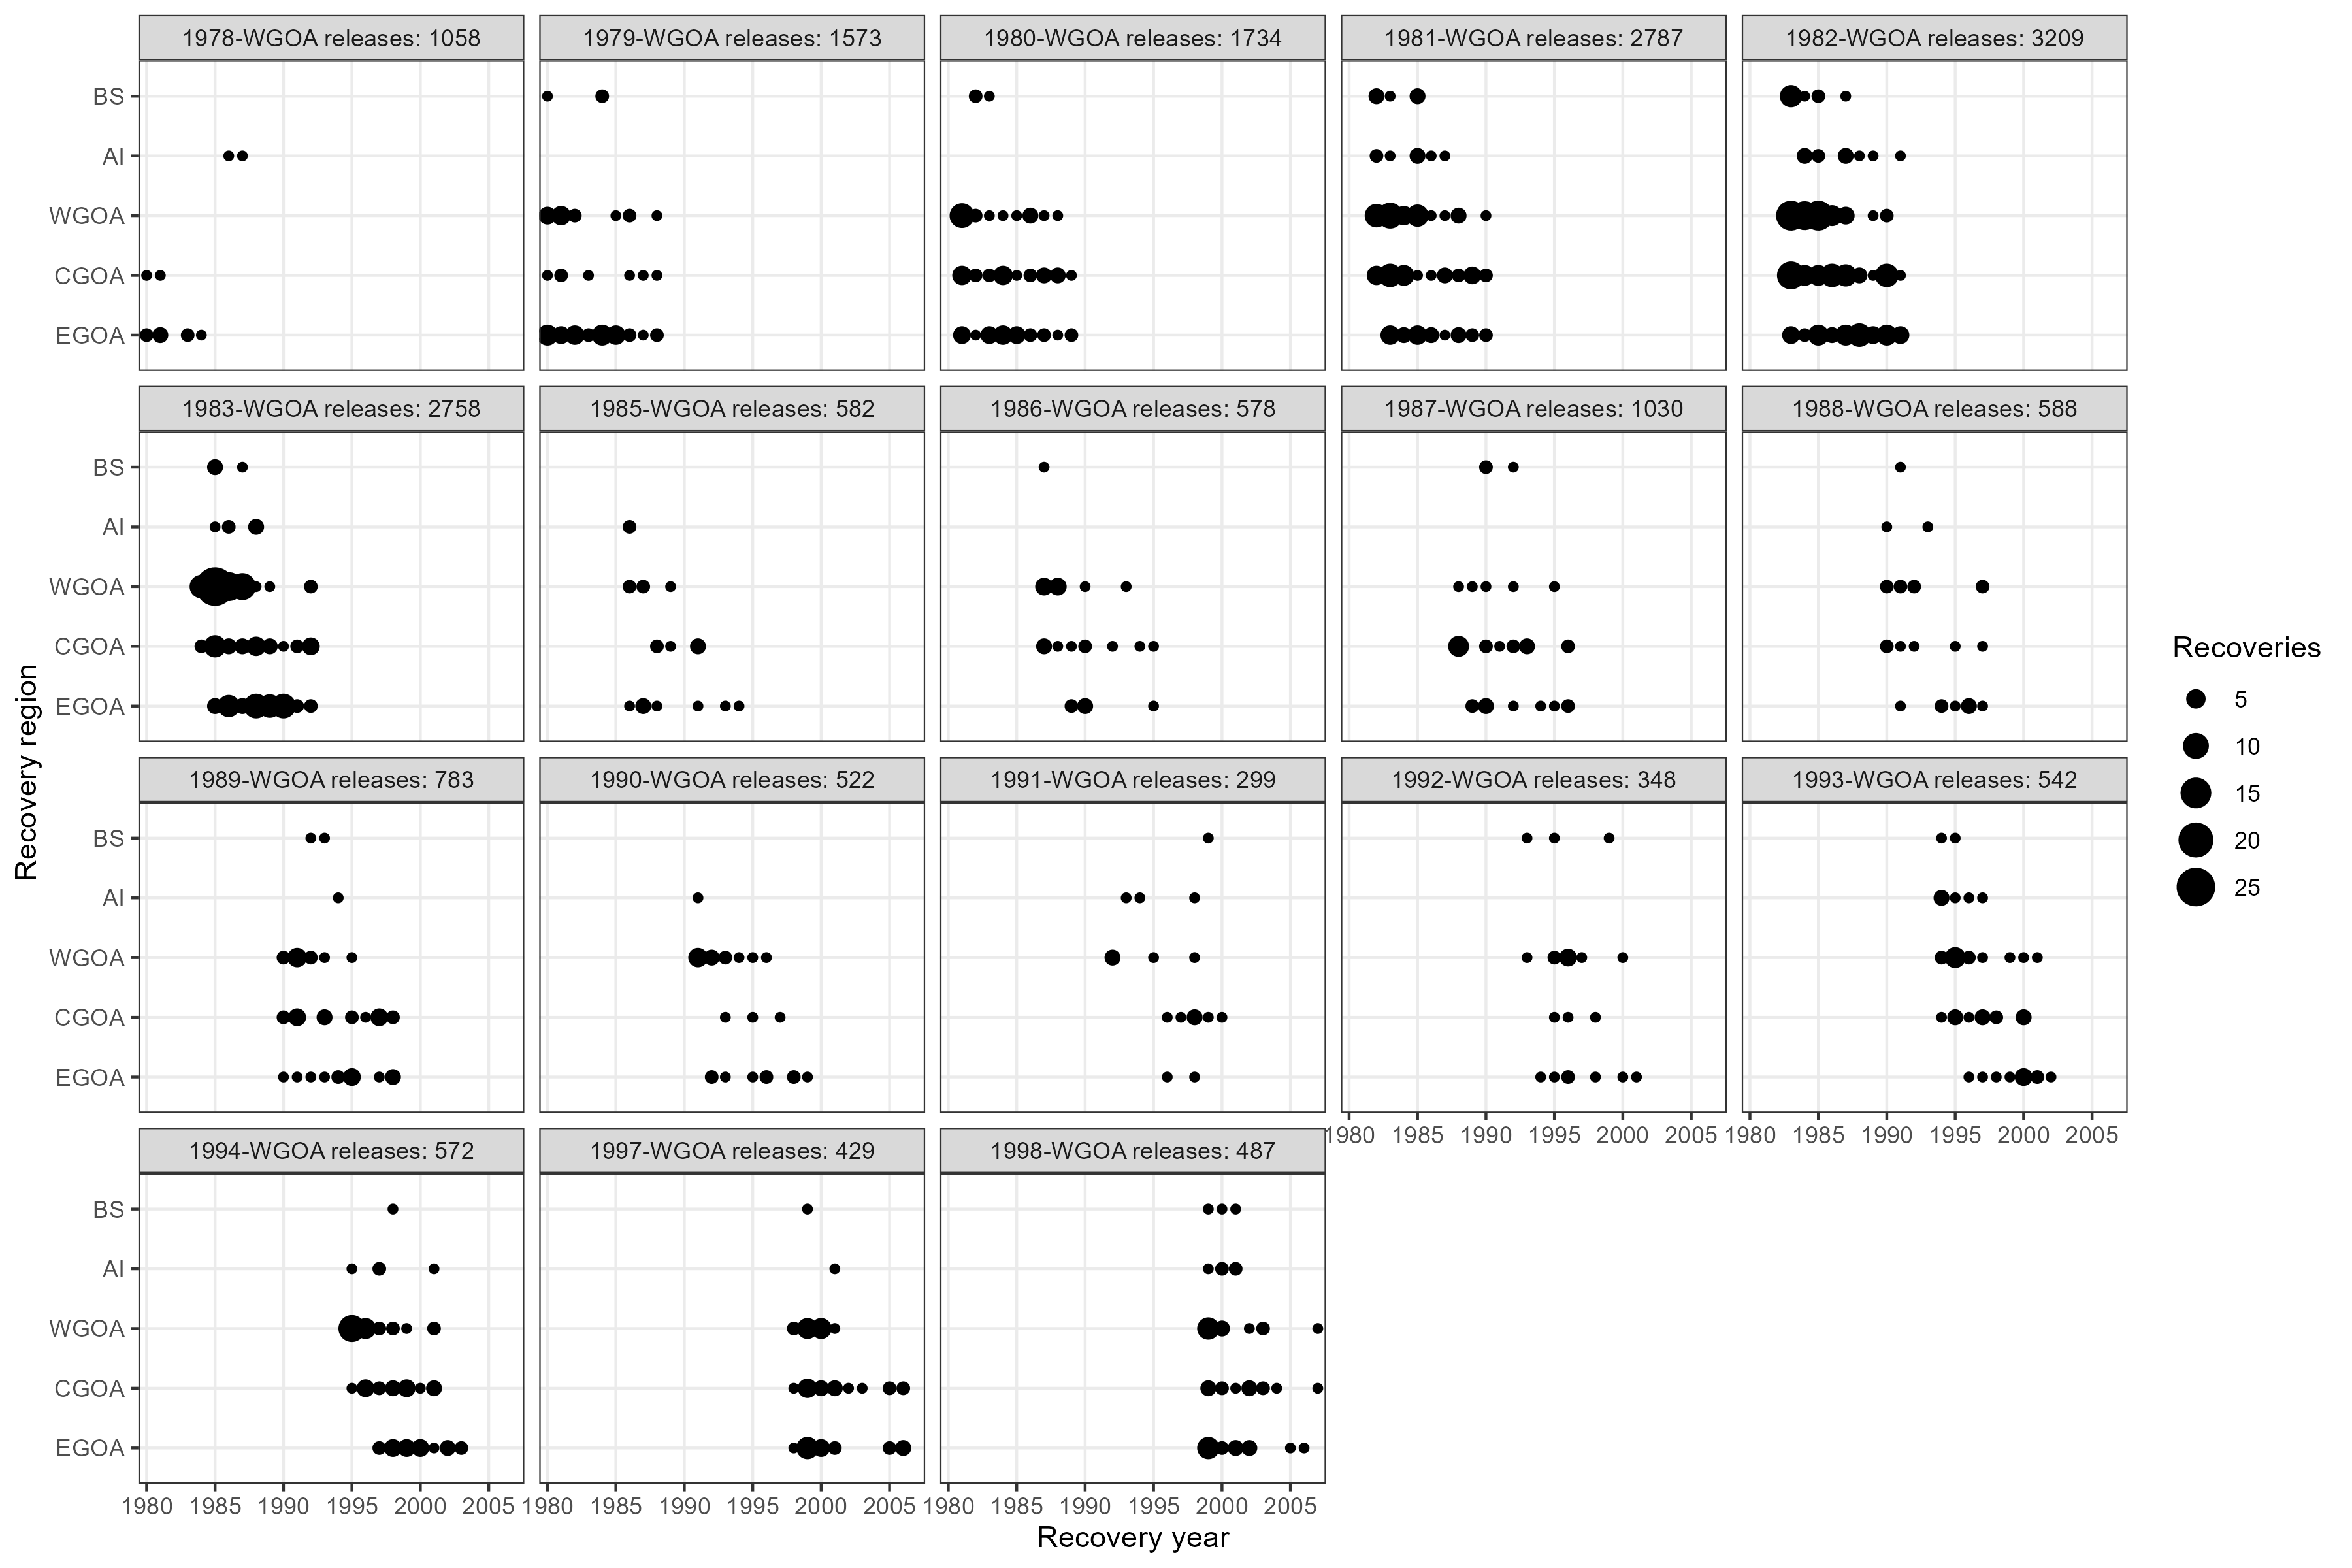 1978-WGOA releases: 1058
1979-WGOA releases: 1573
1980-WGOA releases: 1734
1981-WGOA releases: 2787
1982-WGOA releases: 3209
BS
AI
WGOA
CGOA
EGOA
1983-WGOA releases: 2758
1985-WGOA releases: 582
1986-WGOA releases: 578
1987-WGOA releases: 1030
1988-WGOA releases: 588
BS
AI
WGOA
CGOA
EGOA
1989-WGOA releases: 783
1990-WGOA releases: 522
1991-WGOA releases: 299
1992-WGOA releases: 348
1993-WGOA releases: 542
BS
AI
WGOA
CGOA
EGOA
1980 1985 1990 1995 2000 2005
1980 1985 1990 1995 2000 2005
1994-WGOA releases: 572
1997-WGOA releases: 429
1998-WGOA releases: 487
BS
AI
WGOA
CGOA
EGOA
1980 1985 1990 1995 2000 2005
1980 1985 1990 1995 2000 2005
1980 1985 1990 1995 2000 2005
Recovery year
Recovery region
Recoveries
5
10
15
20
25